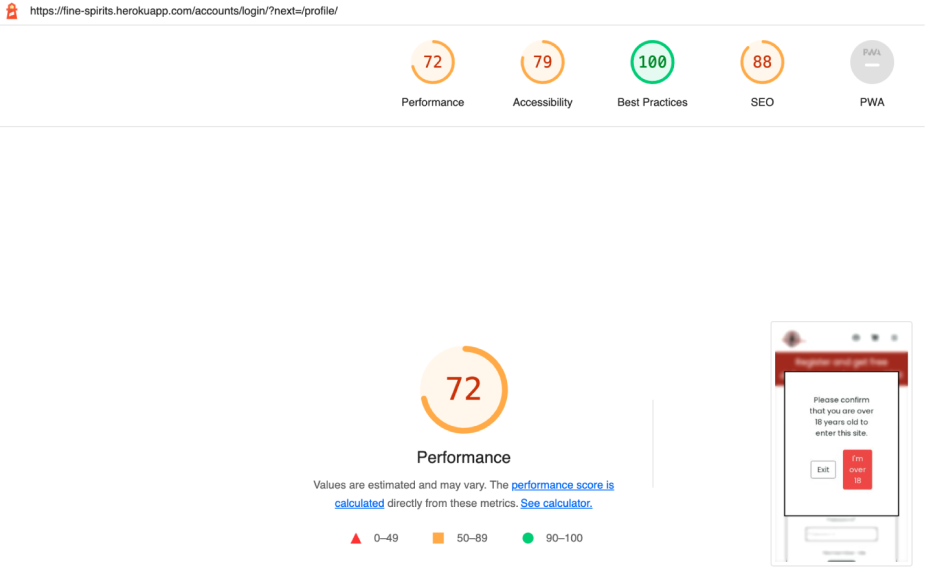 https://fine-spirits.herokuapp.com/accounts/login/?next=/profile/
72
79
100
88
PWA
Performance
Accessibility
Best Practices
SEO
PWA
72
Performance
Values are estimated and may vary. The performance score is
calculated directly from these metrics. See calculator.
0–49
50–89
90–100
Register and get free
Please confirm
that you are over
18 years old to
enter this site.
Exit
I'm
over
18